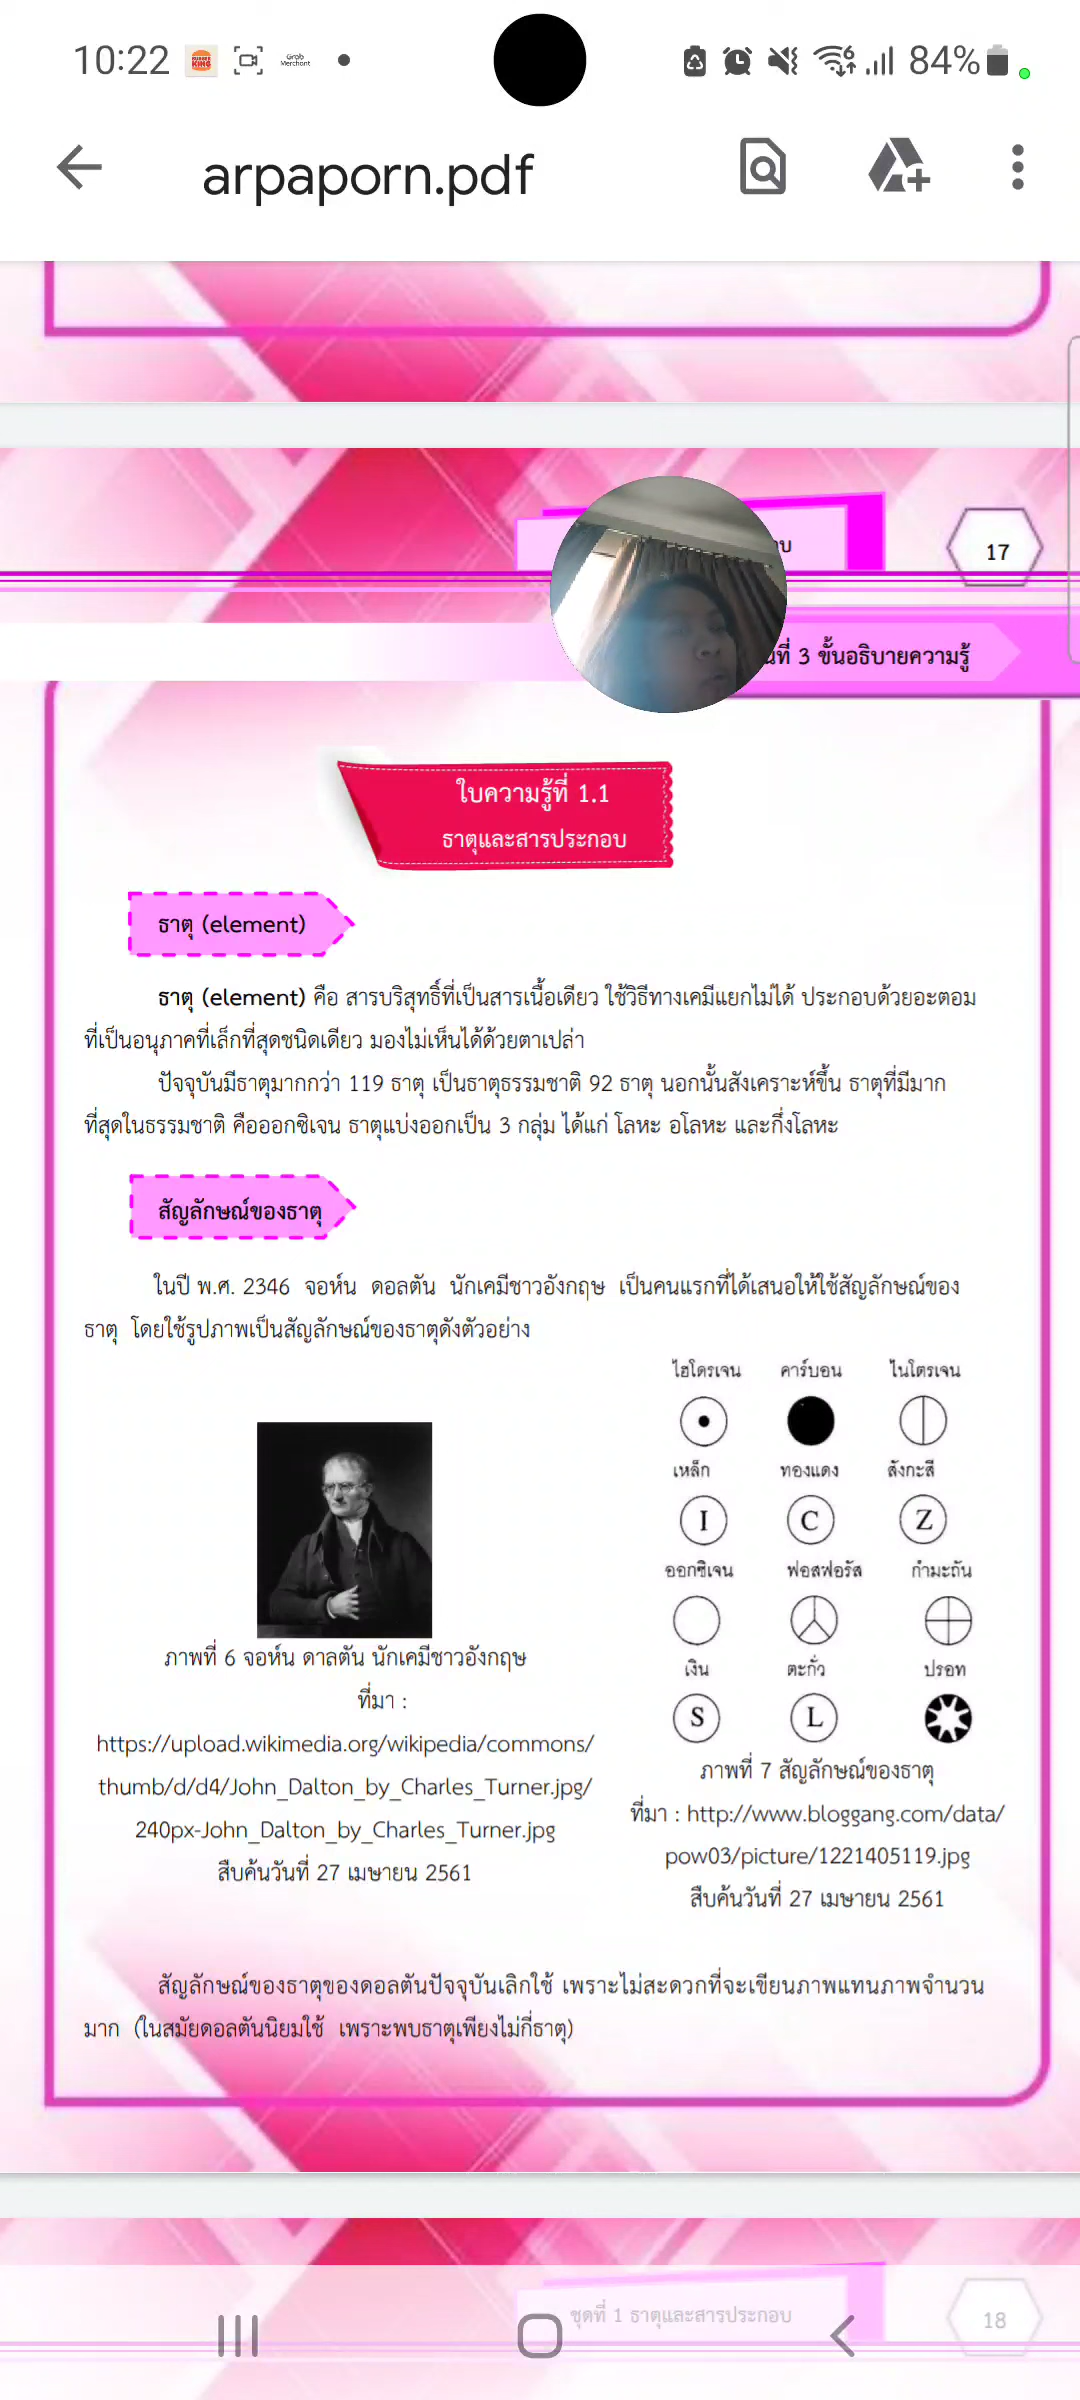 10:22
BURGER KING
Grab Merchant
6
84%
arpaporn.pdf
17
ที่ 3 ขั้นอธิบายความรู้
ใบความรู้ที่ 1.1
ธาตุและสารประกอบ
ธาตุ (element)
ธาตุ (element) คือ สารบริสุทธิ์ที่เป็นสารเนื้อเดียว ใช้วิธีทางเคมีแยกไม่ได้ ประกอบด้วยอะตอม
ที่เป็นอนุภาคที่เล็กที่สุดชนิดเดียว มองไม่เห็นได้ด้วยตาเปล่า
ปัจจุบันมีธาตุมากกว่า 119 ธาตุ เป็นธาตุธรรมชาติ 92 ธาตุ นอกนั้นสังเคราะห์ขึ้น ธาตุที่มีมาก
ที่สุดในธรรมชาติ คือออกซิเจน ธาตุแบ่งออกเป็น 3 กลุ่ม ได้แก่ โลหะ อโลหะ และกึ่งโลหะ
สัญลักษณ์ของธาตุ
ในปี พ.ศ. 2346 จอห์น ดอลตัน นักเคมีชาวอังกฤษ เป็นคนแรกที่ได้เสนอให้ใช้สัญลักษณ์ของ
ธาตุ โดยใช้รูปภาพเป็นสัญลักษณ์ของธาตุดังตัวอย่าง
ไฮโดรเจน คาร์บอน ไนโตรเจน
เหล็ก ทองแดง สังกะสี
I C Z
ออกซิเจน ฟอสฟอรัส กำมะถัน
เงิน ตะกั่ว ปรอท
S L
ภาพที่ 6 จอห์น ดาลตัน นักเคมีชาวอังกฤษ
ที่มา :
https://upload.wikimedia.org/wikipedia/commons/
thumb/d/d4/John_Dalton_by_Charles_Turner.jpg/
240px-John_Dalton_by_Charles_Turner.jpg
สืบค้นวันที่ 27 เมษายน 2561
ภาพที่ 7 สัญลักษณ์ของธาตุ
ที่มา : http://www.bloggang.com/data/
pow03/picture/1221405119.jpg
สืบค้นวันที่ 27 เมษายน 2561
สัญลักษณ์ของธาตุของดอลตันปัจจุบันเลิกใช้ เพราะไม่สะดวกที่จะเขียนภาพแทนภาพจำนวน
มาก (ในสมัยดอลตันนิยมใช้ เพราะพบธาตุเพียงไม่กี่ธาตุ)
ชุดที่ 1 ธาตุและสารประกอบ
18